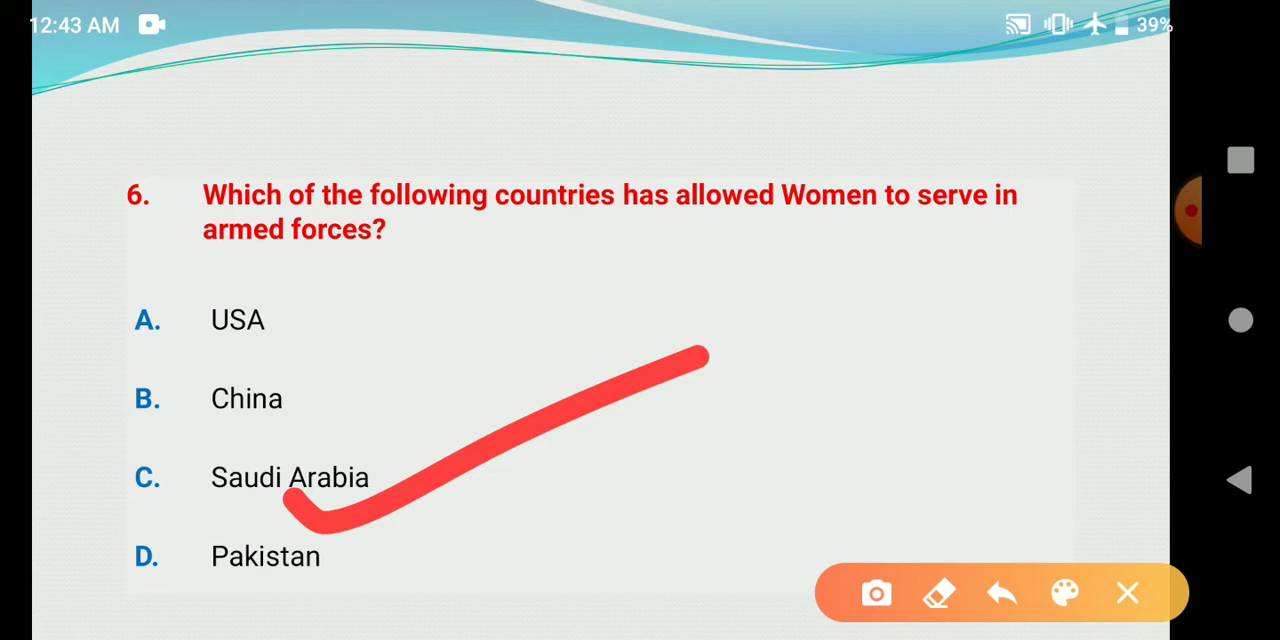 12:43 AM 39%
6. Which of the following countries has allowed Women to serve in
armed forces?
A. USA
B. China
C. Saudi Arabia
D. Pakistan